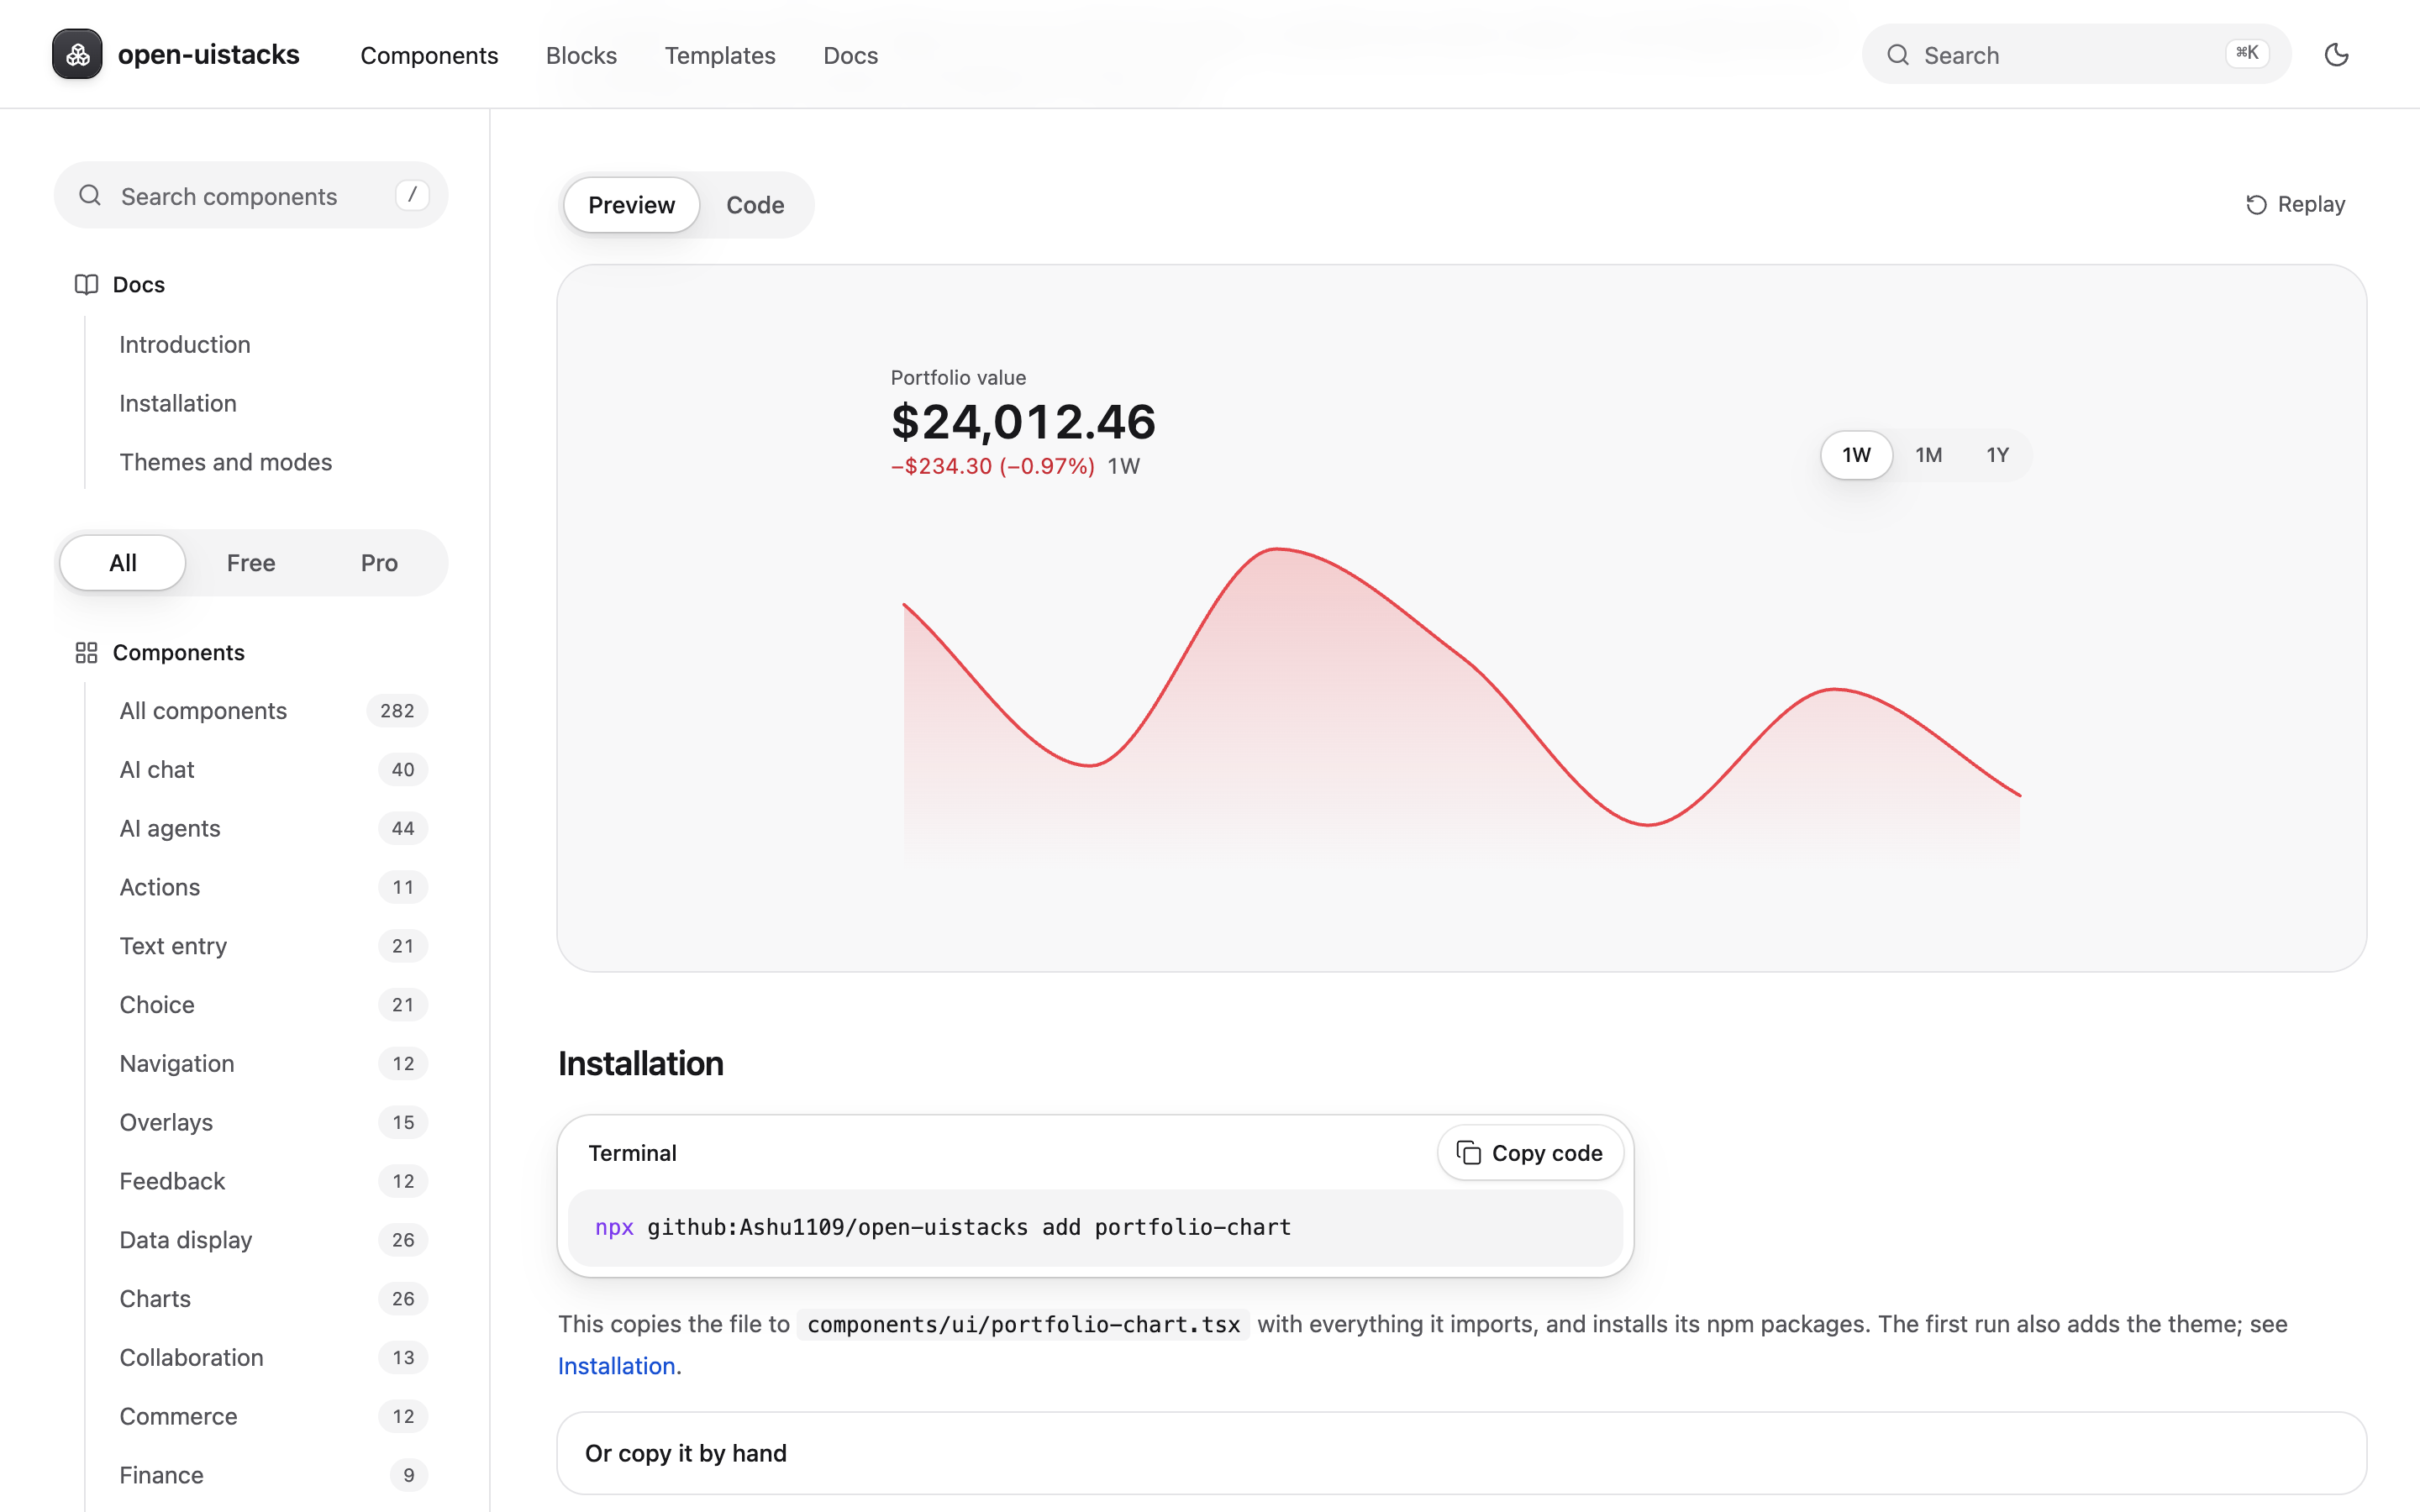 open-uistacks
Components
Blocks
Templates
Docs
Search
⌘K
Search components
/
Docs
Introduction
Installation
Themes and modes
All
Free
Pro
Components
All components 282
AI chat 40
AI agents 44
Actions 11
Text entry 21
Choice 21
Navigation 12
Overlays 15
Feedback 12
Data display 26
Charts 26
Collaboration 13
Commerce 12
Finance 9
Preview
Code
Replay
Portfolio value
$24,012.46
−$234.30 (−0.97%) 1W
1W
1M
1Y
Installation
Terminal
Copy code
npx github:Ashu1109/open-uistacks add portfolio-chart
This copies the file to components/ui/portfolio-chart.tsx with everything it imports, and installs its npm packages. The first run also adds the theme; see
Installation.
Or copy it by hand